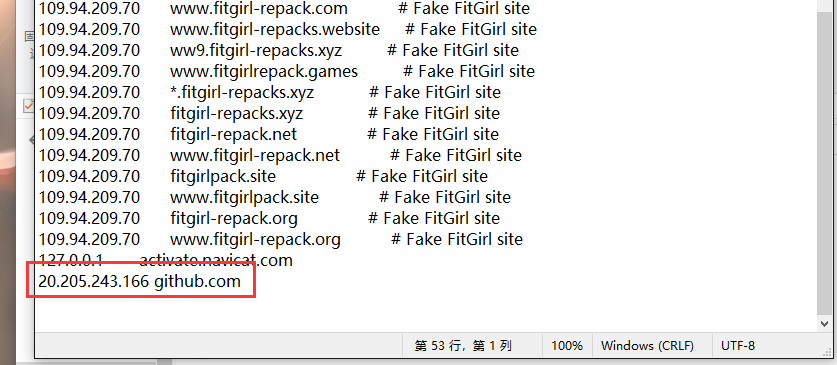 109.94.209.70 www.fitgirl-repack.com # Fake FitGirl site
109.94.209.70 www.fitgirl-repacks.website # Fake FitGirl site
109.94.209.70 ww9.fitgirl-repacks.xyz # Fake FitGirl site
109.94.209.70 www.fitgirlrepack.games # Fake FitGirl site
109.94.209.70 *.fitgirl-repacks.xyz # Fake FitGirl site
109.94.209.70 fitgirl-repacks.xyz # Fake FitGirl site
109.94.209.70 fitgirl-repack.net # Fake FitGirl site
109.94.209.70 www.fitgirl-repack.net # Fake FitGirl site
109.94.209.70 fitgirlpack.site # Fake FitGirl site
109.94.209.70 www.fitgirlpack.site # Fake FitGirl site
109.94.209.70 fitgirl-repack.org # Fake FitGirl site
109.94.209.70 www.fitgirl-repack.org # Fake FitGirl site
127.0.0.1 activate.navicat.com
20.205.243.166 github.com
第 53 行，第 1 列 100% Windows (CRLF) UTF-8